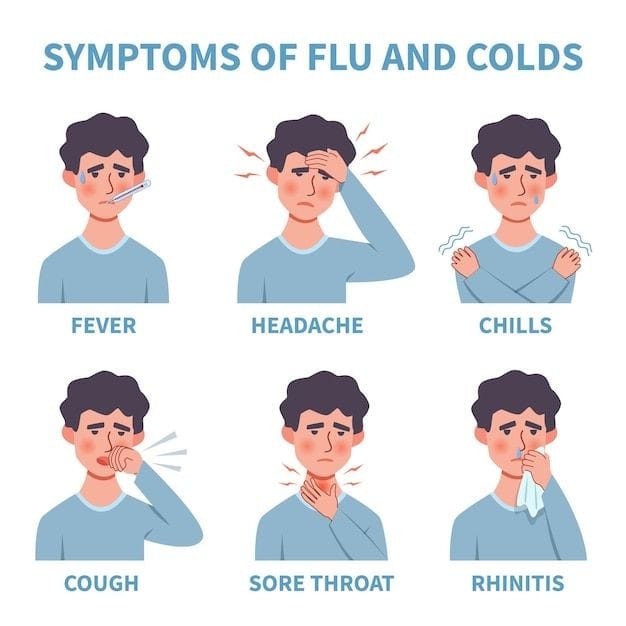 SYMPTOMS OF FLU AND COLDS
FEVER
HEADACHE
CHILLS
COUGH
SORE THROAT
RHINITIS